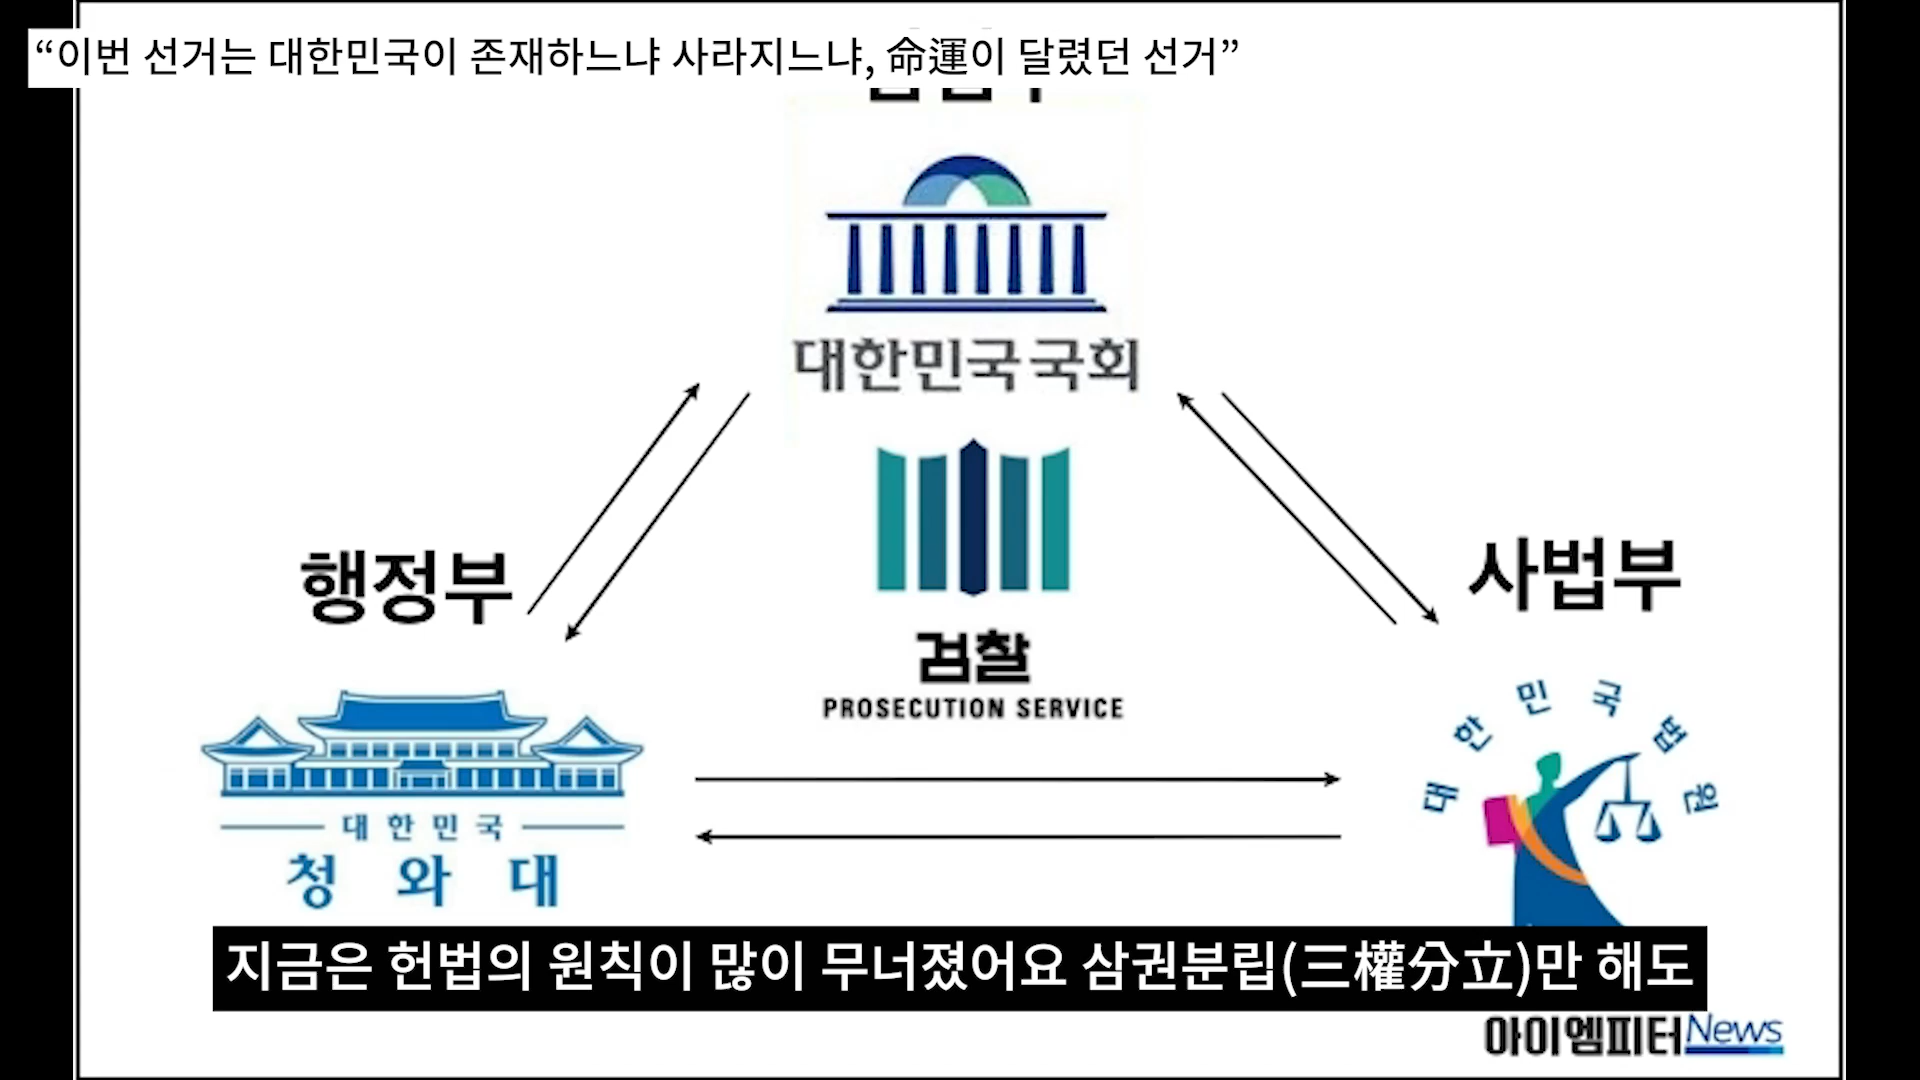 “이번 선거는 대한민국이 존재하느냐 사라지느냐, 命運이 달렸던 선거”
대한민국국회
검찰
PROSECUTION SERVICE
행정부
대한민국
청와대
사법부
대한민국법원
지금은 헌법의 원칙이 많이 무너졌어요 삼권분립(三權分立)만 해도
아이엠피터News